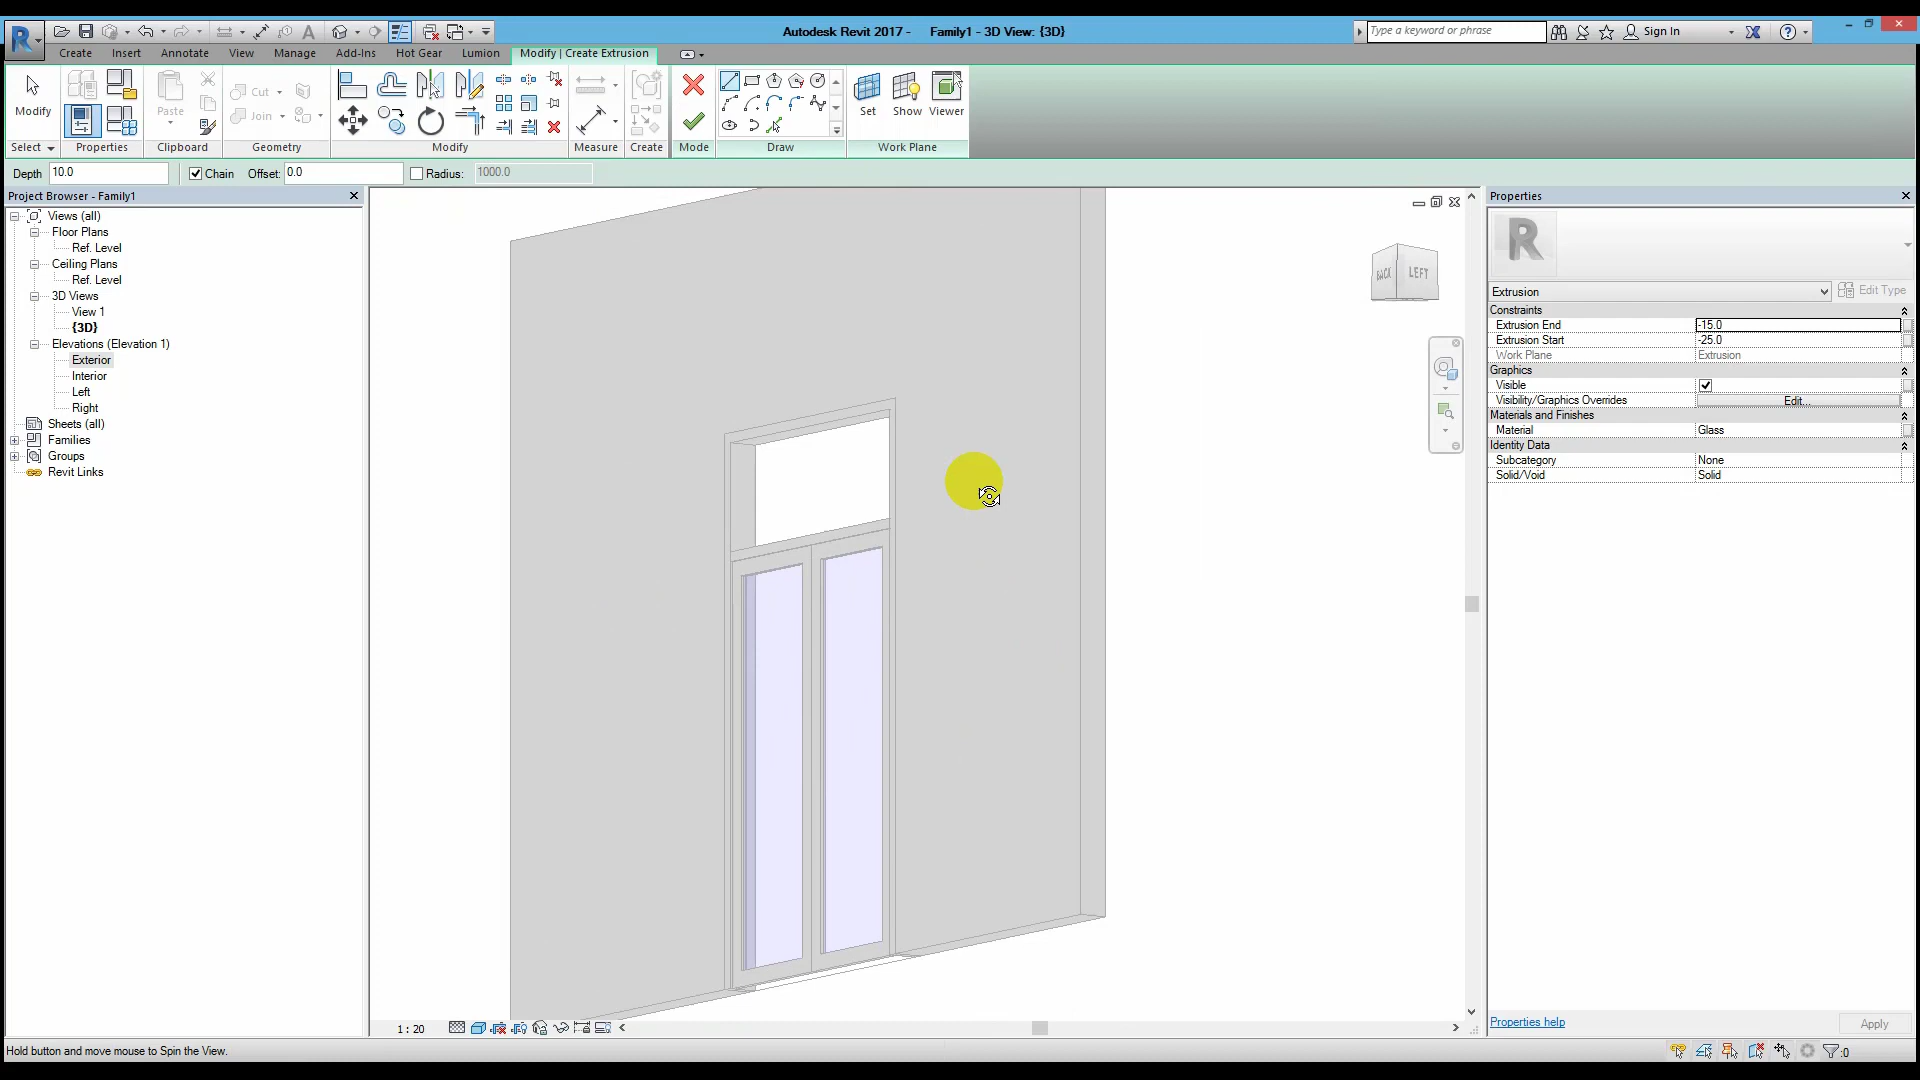 Autodesk Revit 2017 -     Family1 - 3D View: {3D}
Type a keyword or phrase
Sign In
Create Insert Annotate View Manage Add-Ins Hot Gear Lumion Modify | Create Extrusion
Modify
Paste
Cut
Join
Set Show Viewer
Select Properties Clipboard Geometry Modify Measure Create Mode Draw Work Plane
Depth 10.0 Chain Offset: 0.0 Radius: 1000.0
Project Browser - Family1
Views (all)
Floor Plans
Ref. Level
Ceiling Plans
Ref. Level
3D Views
View 1
{3D}
Elevations (Elevation 1)
Exterior
Interior
Left
Right
Sheets (all)
Families
Groups
Revit Links
BACK LEFT
Properties
Extrusion Edit Type
Constraints
Extrusion End -15.0
Extrusion Start -25.0
Work Plane Extrusion
Graphics
Visible
Visibility/Graphics Overrides Edit...
Materials and Finishes
Material Glass
Identity Data
Subcategory None
Solid/Void Solid
Properties help Apply
1 : 20
Hold button and move mouse to Spin the View.
:0